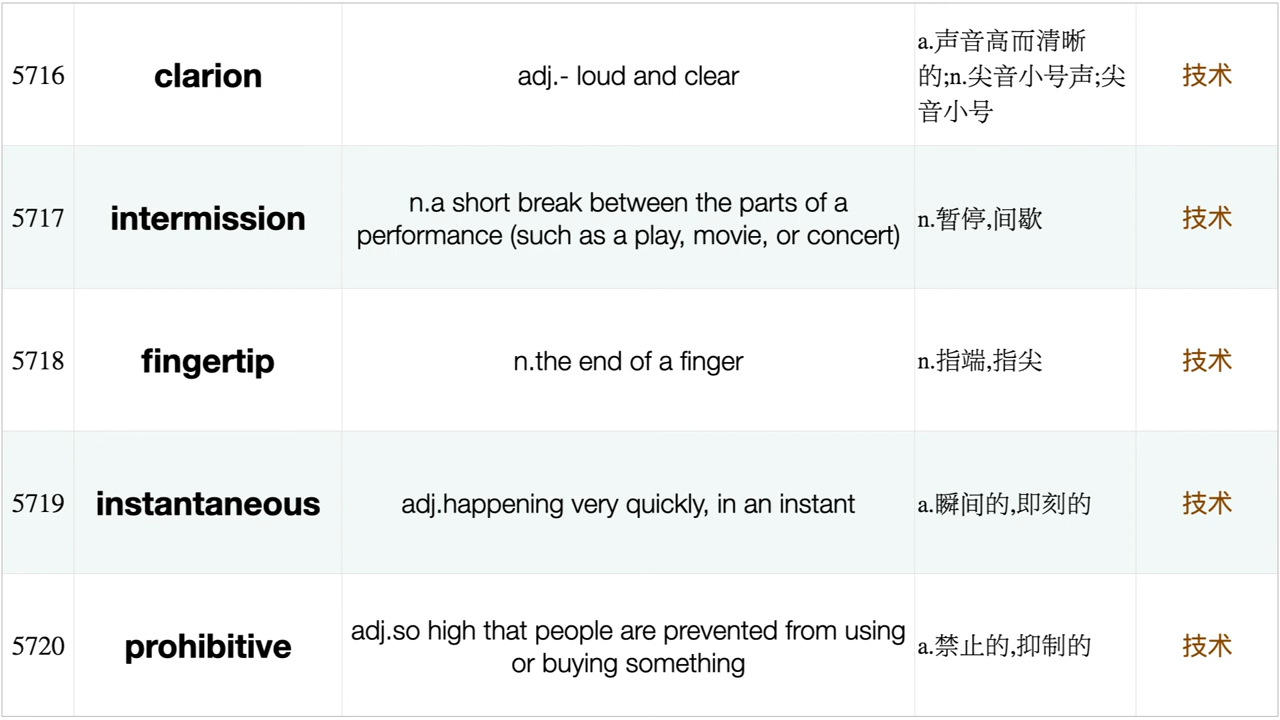 5716 clarion adj.- loud and clear a.声音高而清晰
的;n.尖音小号声;尖
音小号 技术
5717 intermission n.a short break between the parts of a
performance (such as a play, movie, or concert) n.暂停,间歇 技术
5718 fingertip n.the end of a finger n.指端,指尖 技术
5719 instantaneous adj.happening very quickly, in an instant a.瞬间的,即刻的 技术
5720 prohibitive adj.so high that people are prevented from using
or buying something a.禁止的,抑制的 技术